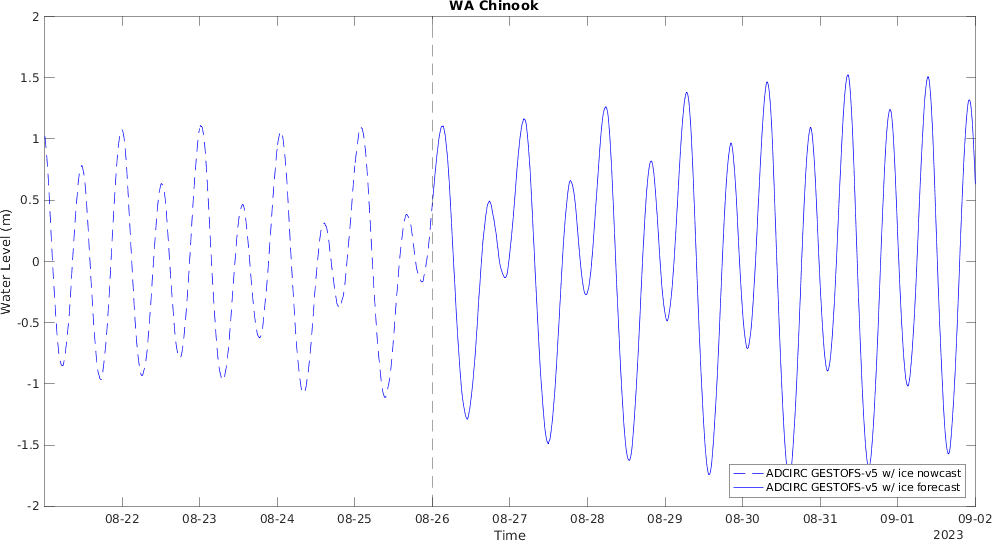 WA Chinook
2
1.5
1
0.5
0
-0.5
-1
-1.5
-2
Water Level (m)
ADCIRC GESTOFS-v5 w/ ice nowcast
ADCIRC GESTOFS-v5 w/ ice forecast
08-22 08-23 08-24 08-25 08-26 08-27 08-28 08-29 08-30 08-31 09-01 09-02
Time
2023